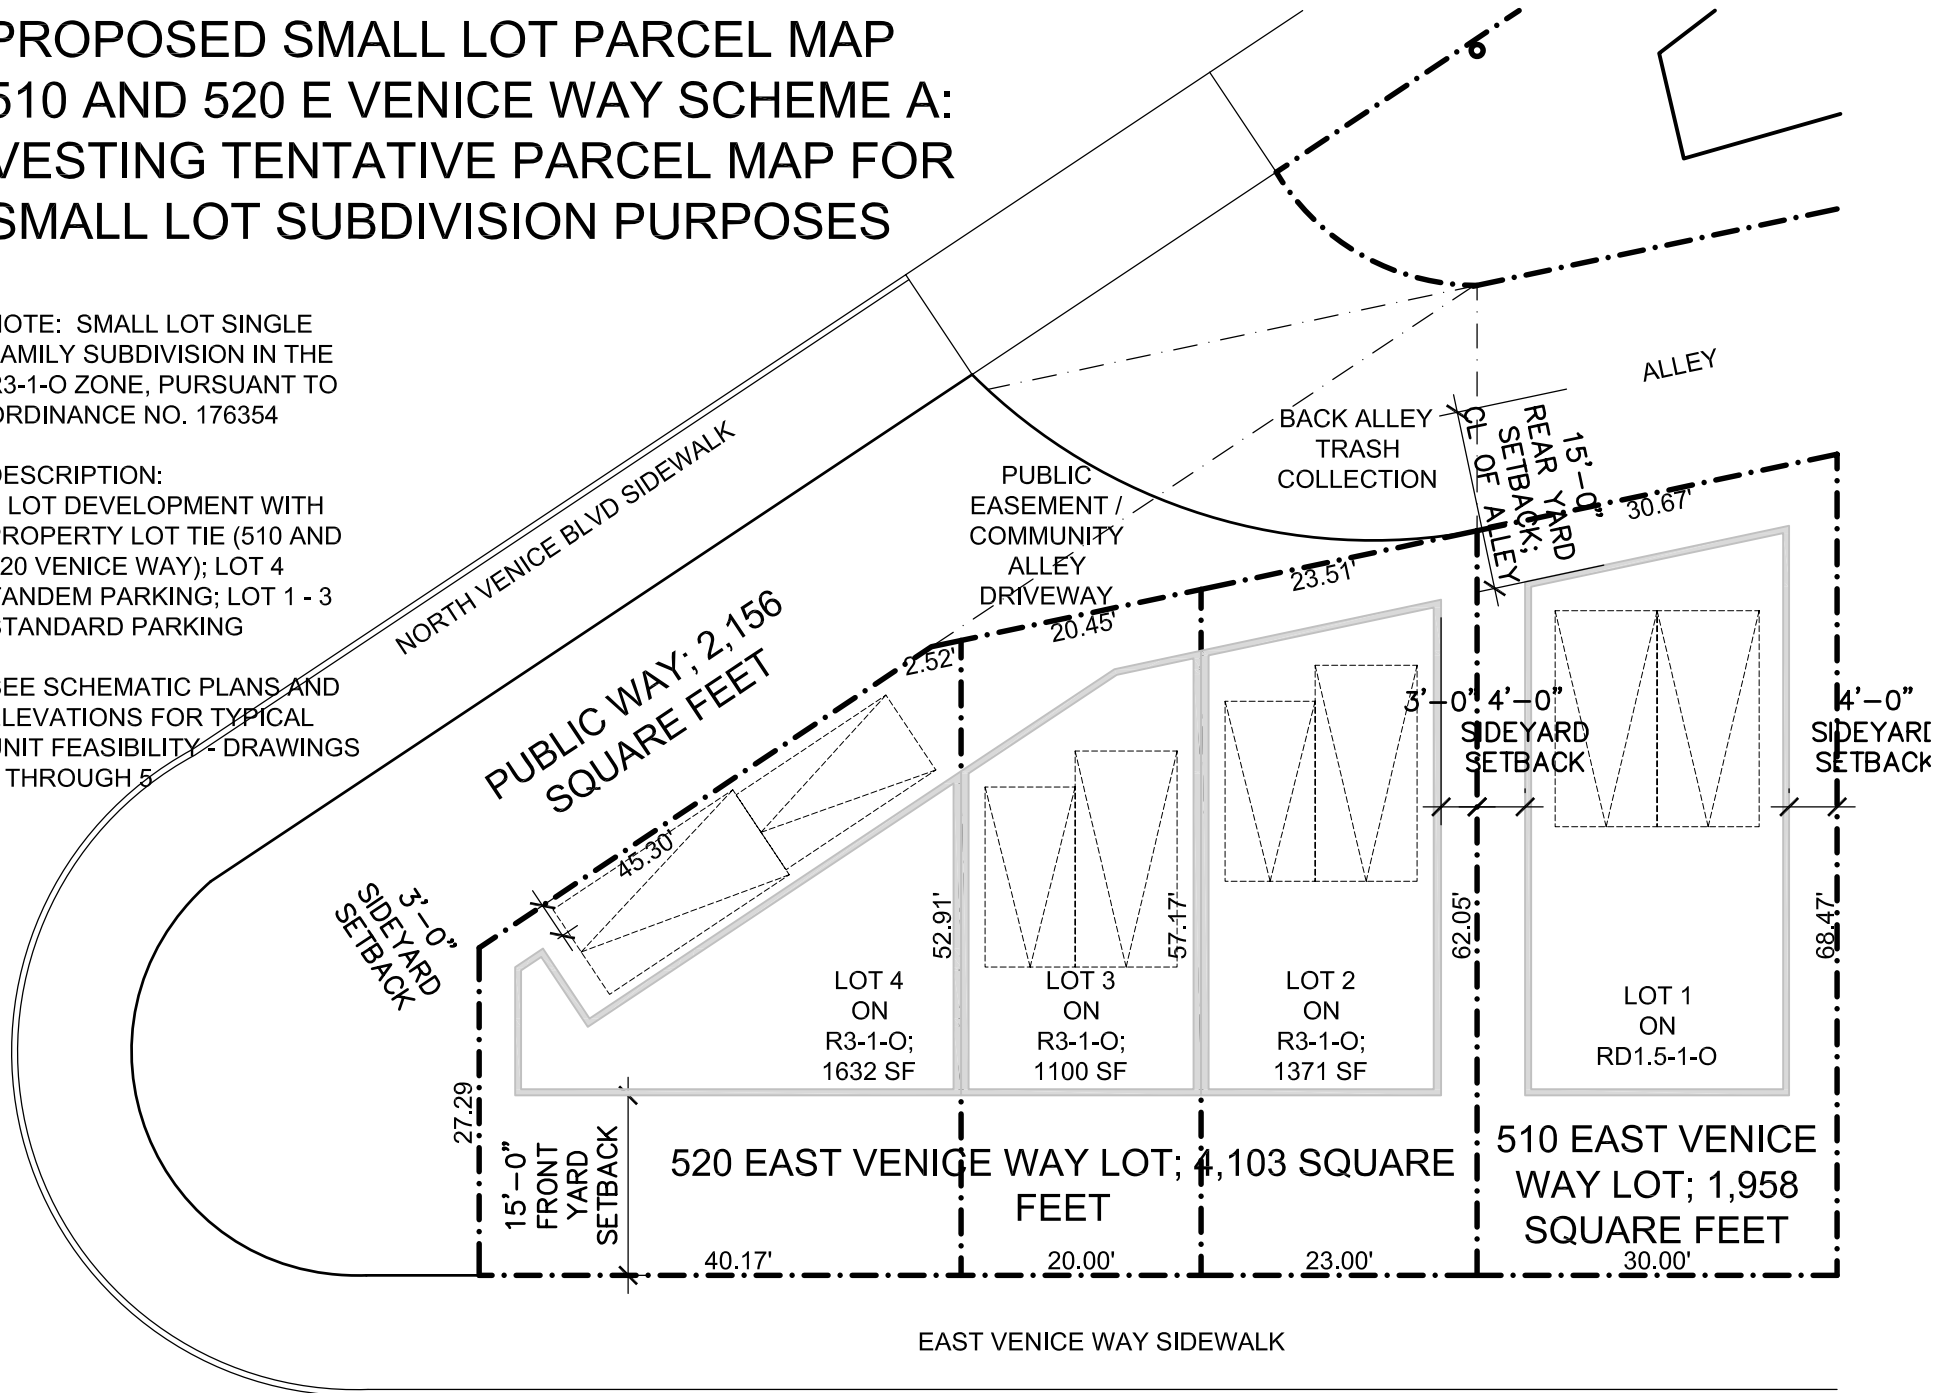 PROPOSED SMALL LOT PARCEL MAP
510 AND 520 E VENICE WAY SCHEME A:
VESTING TENTATIVE PARCEL MAP FOR
SMALL LOT SUBDIVISION PURPOSES
NOTE: SMALL LOT SINGLE
FAMILY SUBDIVISION IN THE
R3-1-O ZONE, PURSUANT TO
ORDINANCE NO. 176354
DESCRIPTION:
LOT DEVELOPMENT WITH
PROPERTY LOT TIE (510 AND
520 VENICE WAY); LOT 4
TANDEM PARKING; LOT 1 - 3
STANDARD PARKING
SEE SCHEMATIC PLANS AND
ELEVATIONS FOR TYPICAL
UNIT FEASIBILITY - DRAWINGS
THROUGH 5
NORTH VENICE BLVD SIDEWALK
PUBLIC WAY; 2,156
SQUARE FEET
PUBLIC
EASEMENT /
COMMUNITY
ALLEY
DRIVEWAY
BACK ALLEY
TRASH
COLLECTION
ALLEY
15'-0"
REAR YARD
SETBACK;
CL OF ALLEY
30.67'
23.51'
20.45'
2.52'
45.30'
3'-0"
SIDEYARD
SETBACK
3'-0"
4'-0"
SIDEYARD
SETBACK
4'-0"
SIDEYARD
SETBACK
27.29
52.91'
57.17'
62.05'
68.47'
LOT 4
ON
R3-1-O;
1632 SF
LOT 3
ON
R3-1-O;
1100 SF
LOT 2
ON
R3-1-O;
1371 SF
LOT 1
ON
RD1.5-1-O
15'-0"
FRONT
YARD
SETBACK
520 EAST VENICE WAY LOT; 4,103 SQUARE
FEET
510 EAST VENICE
WAY LOT; 1,958
SQUARE FEET
40.17'
20.00'
23.00'
30.00'
EAST VENICE WAY SIDEWALK